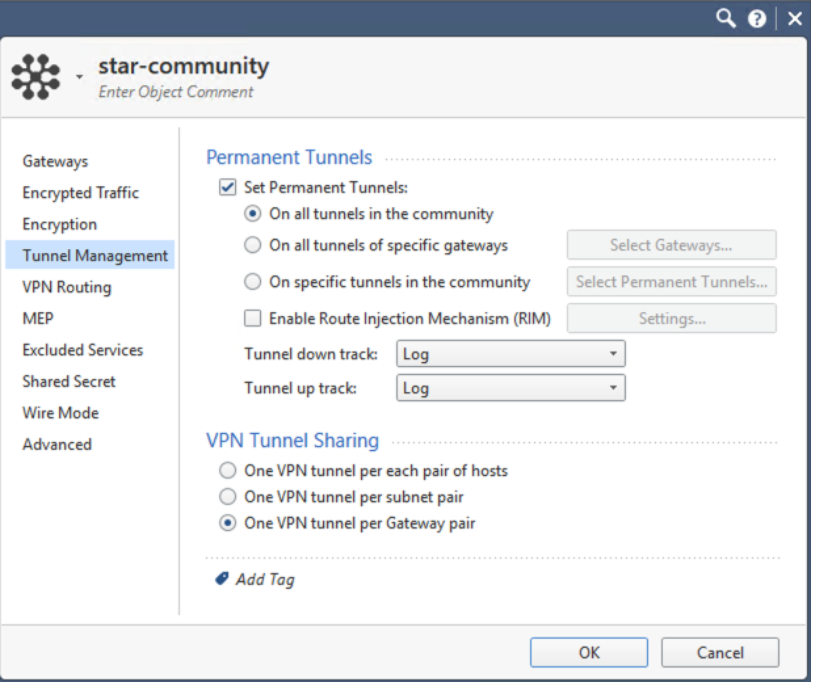 star-community
Enter Object Comment
Gateways
Encrypted Traffic
Encryption
Tunnel Management
VPN Routing
MEP
Excluded Services
Shared Secret
Wire Mode
Advanced
Permanent Tunnels
Set Permanent Tunnels:
On all tunnels in the community
On all tunnels of specific gateways Select Gateways...
On specific tunnels in the community Select Permanent Tunnels...
Enable Route Injection Mechanism (RIM) Settings...
Tunnel down track: Log
Tunnel up track: Log
VPN Tunnel Sharing
One VPN tunnel per each pair of hosts
One VPN tunnel per subnet pair
One VPN tunnel per Gateway pair
Add Tag
OK Cancel